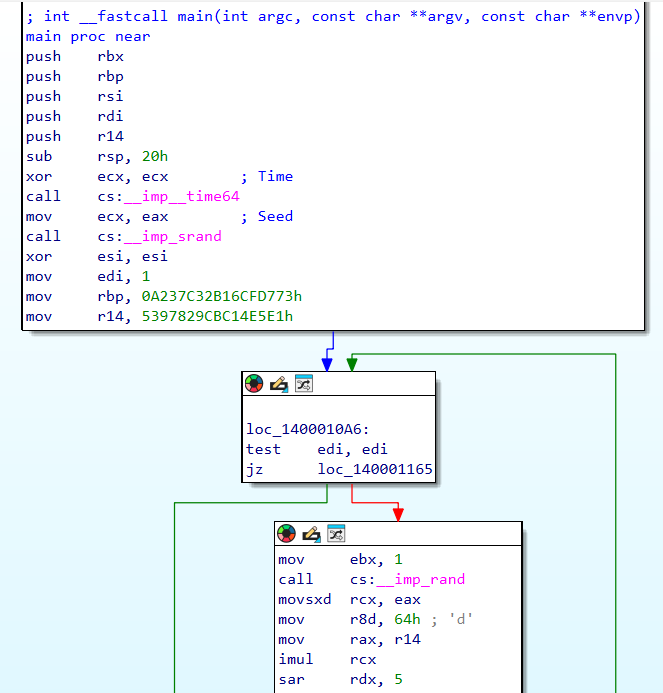 ; int __fastcall main(int argc, const char **argv, const char **envp)
main proc near
push    rbx
push    rbp
push    rsi
push    rdi
push    r14
sub     rsp, 20h
xor     ecx, ecx        ; Time
call    cs:__imp__time64
mov     ecx, eax        ; Seed
call    cs:__imp_srand
xor     esi, esi
mov     edi, 1
mov     rbp, 0A237C32B16CFD773h
mov     r14, 5397829CBC14E5E1h
loc_1400010A6:
test    edi, edi
jz      loc_140001165
mov     ebx, 1
call    cs:__imp_rand
movsxd  rcx, eax
mov     r8d, 64h ; 'd'
mov     rax, r14
imul    rcx
sar     rdx, 5